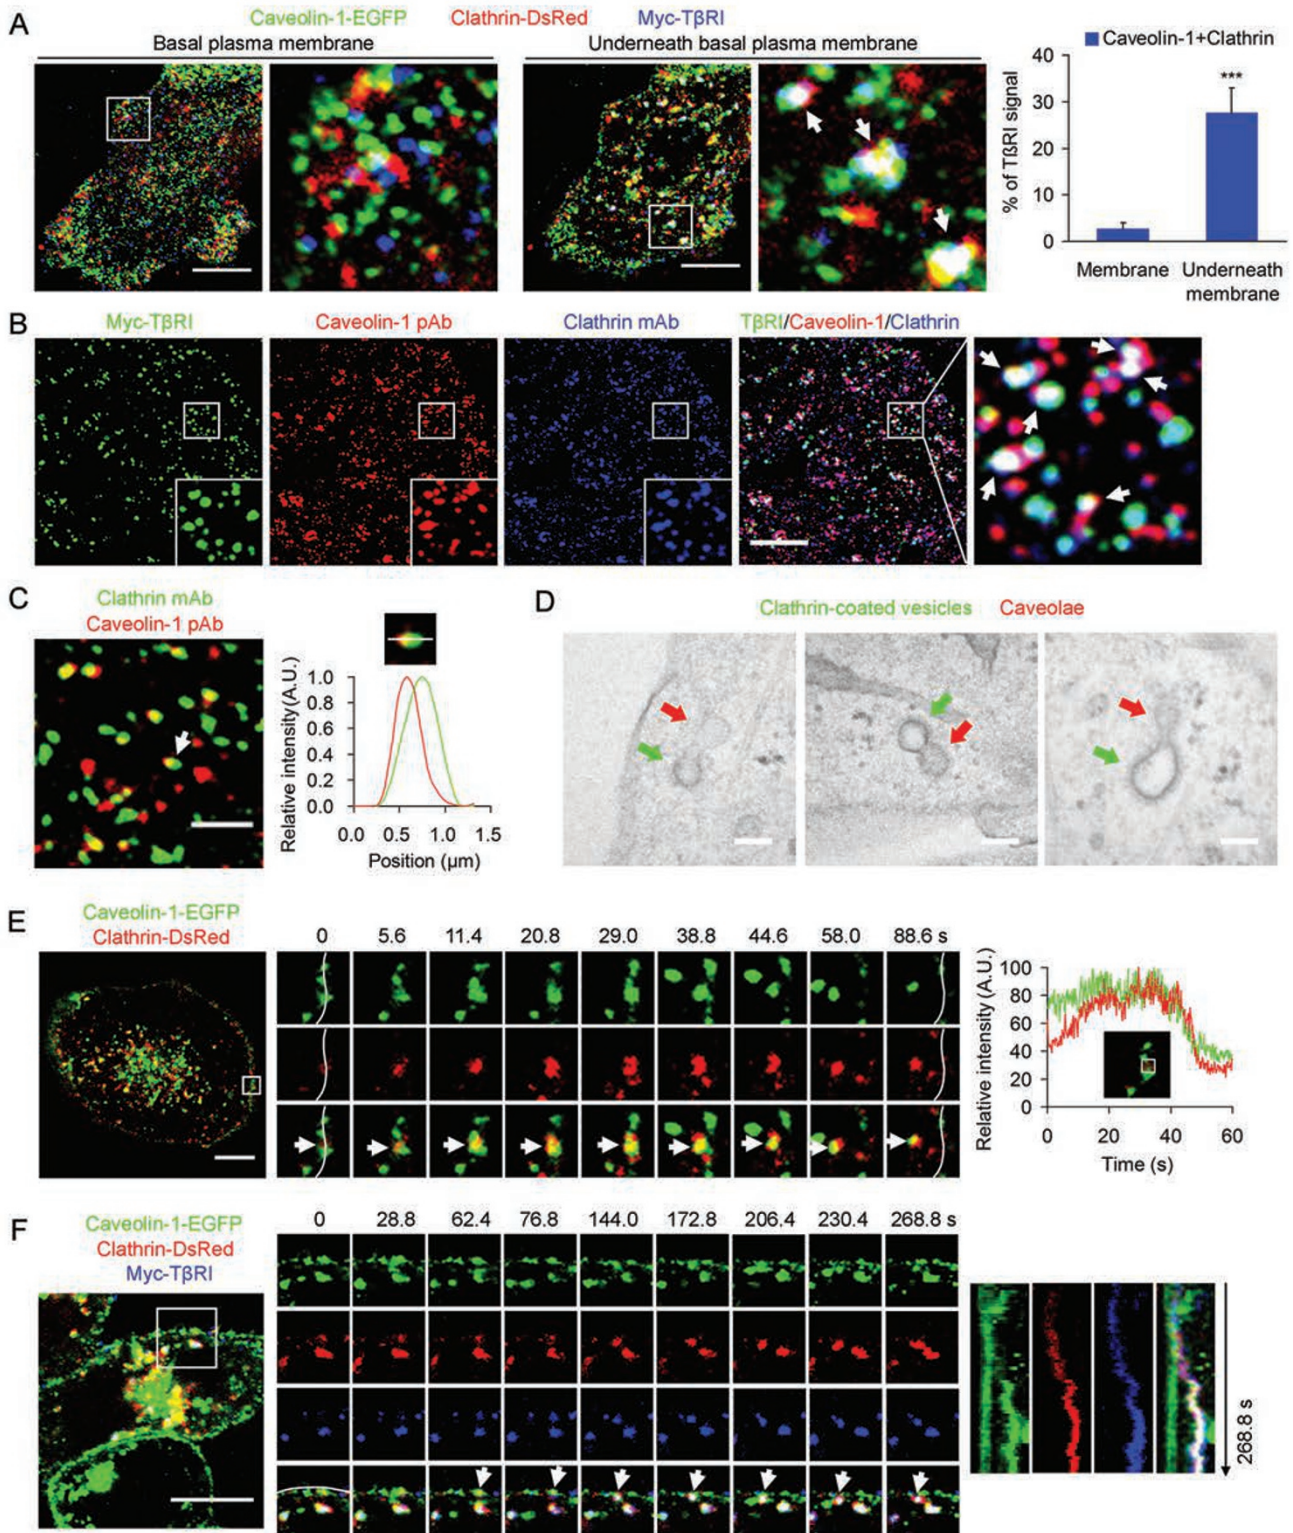 A
Caveolin-1-EGFP Clathrin-DsRed Myc-TβRI
Basal plasma membrane
Underneath basal plasma membrane
Caveolin-1+Clathrin
% of TβRI signal
40
30
20
10
0
***
Membrane
Underneath
membrane
B
Myc-TβRI
Caveolin-1 pAb
Clathrin mAb
TβRI/Caveolin-1/Clathrin
C
Clathrin mAb
Caveolin-1 pAb
Relative intensity (A.U.)
1.0
0.8
0.6
0.4
0.2
0.0
0.0 0.5 1.0 1.5
Position (μm)
D
Clathrin-coated vesicles Caveolae
E
Caveolin-1-EGFP
Clathrin-DsRed
0 5.6 11.4 20.8 29.0 38.8 44.6 58.0 88.6 s
Relative intensity (A.U.)
100
80
60
40
20
0
0 20 40 60
Time (s)
F
Caveolin-1-EGFP
Clathrin-DsRed
Myc-TβRI
0 28.8 62.4 76.8 144.0 172.8 206.4 230.4 268.8 s
268.8 s